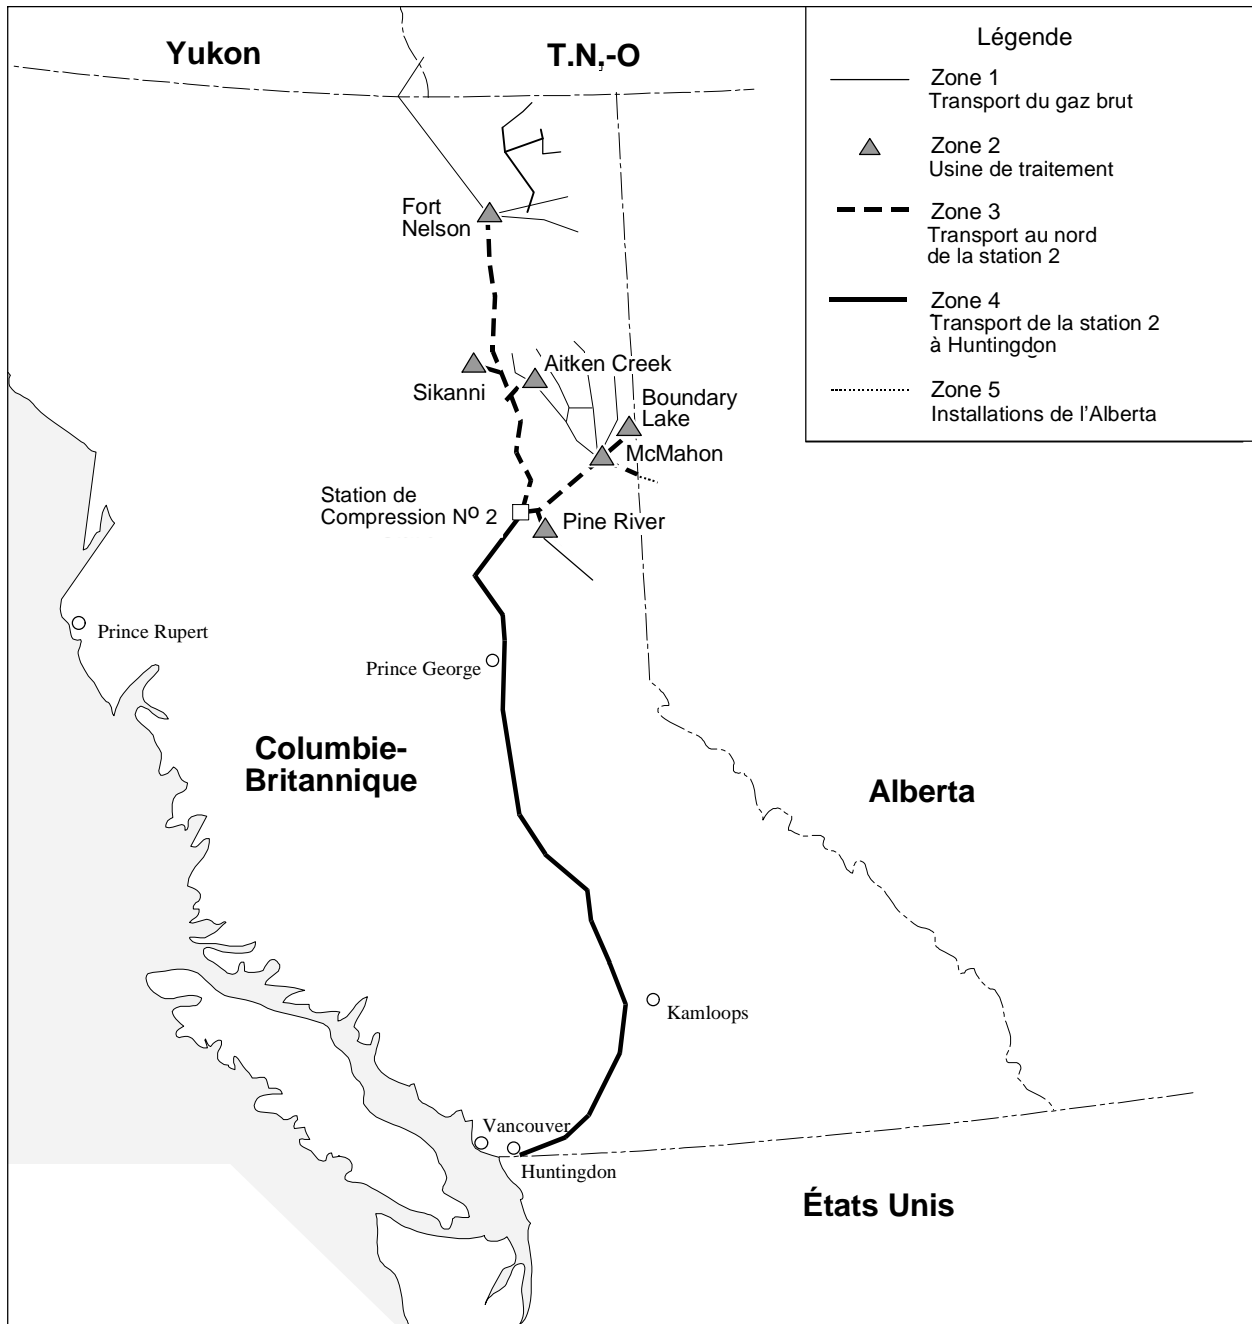 Yukon
T.N,-O
Légende
Zone 1
Transport du gaz brut
Zone 2
Usine de traitement
Zone 3
Transport au nord
de la station 2
Zone 4
Transport de la station 2
à Huntingdon
Zone 5
Installations de l'Alberta
Fort
Nelson
Aitken Creek
Sikanni
Boundary
Lake
McMahon
Station de
Compression Nº 2
Pine River
Prince Rupert
Prince George
Columbie-
Britannique
Alberta
Kamloops
Vancouver
Huntingdon
États Unis